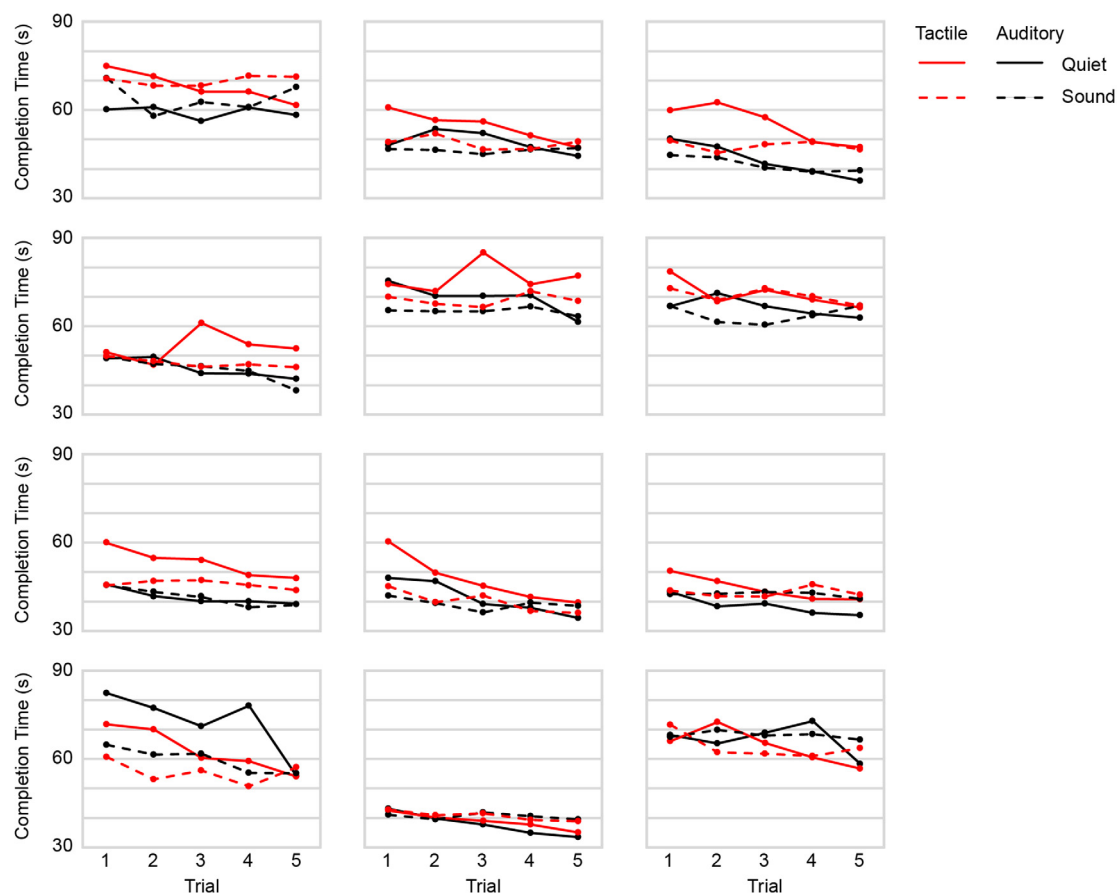 90
60
30
Completion Time (s)
Tactile Auditory
Quiet
Sound
90
60
30
Completion Time (s)
90
60
30
Completion Time (s)
90
60
30
Completion Time (s)
1 2 3 4 5 1 2 3 4 5 1 2 3 4 5
Trial Trial Trial